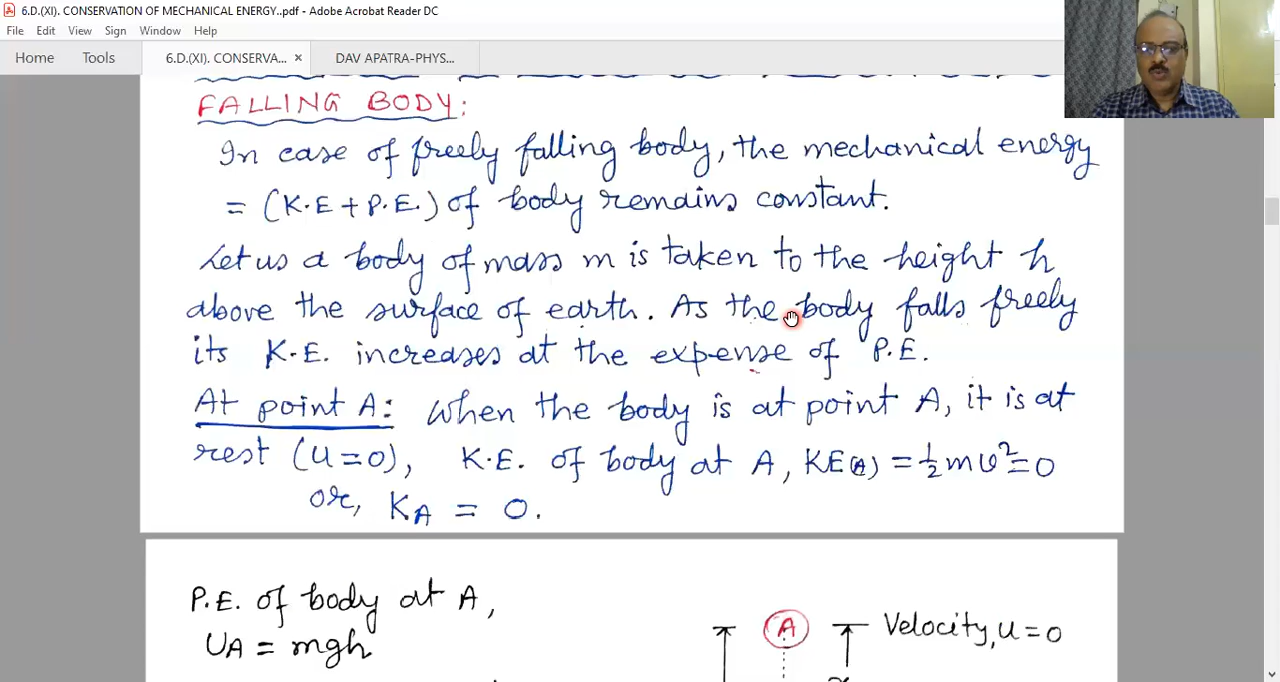 6.D.(XI). CONSERVATION OF MECHANICAL ENERGY..pdf - Adobe Acrobat Reader DC
File Edit View Sign Window Help
Home Tools 6.D.(XI). CONSERVA... × DAV APATRA-PHYS...
FALLING BODY:
In case of freely falling body, the mechanical energy
= (K.E + P.E.) of body remains constant.
Let us a body of mass m is taken to the height h
above the surface of earth. As the body falls freely
its K.E. increases at the expense of P.E.
At point A: When the body is at point A, it is at
rest (u=0), K.E. of body at A, KE(A) = ½mv²=0
or, KA = 0.
P.E. of body at A,
UA = mgh
A Velocity, u=0